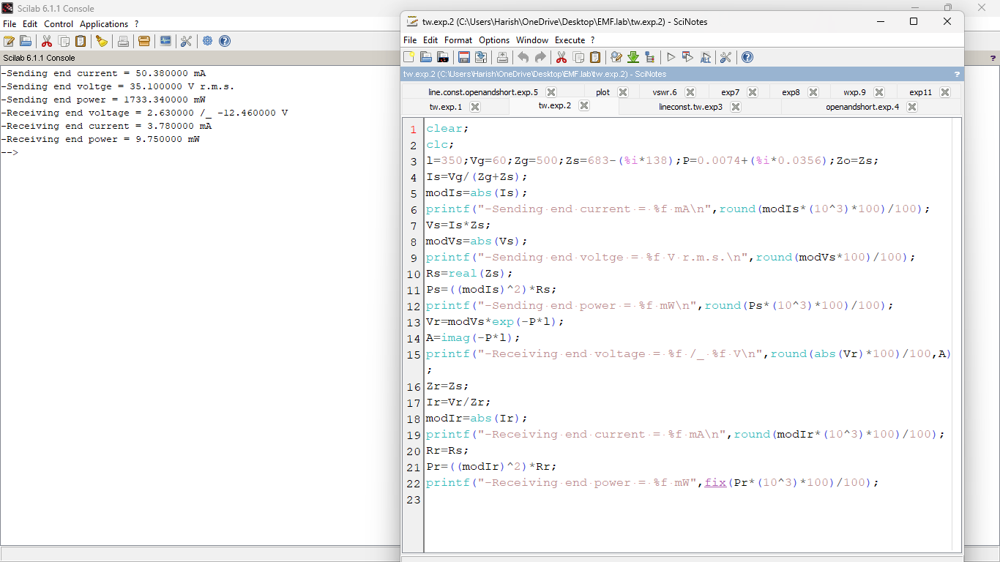 Scilab 6.1.1 Console
File Edit Control Applications ?
Scilab 6.1.1 Console
?
-Sending end current = 50.380000 mA
-Sending end voltge = 35.100000 V r.m.s.
-Sending end power = 1733.340000 mW
-Receiving end voltage = 2.630000 /_ -12.460000 V
-Receiving end current = 3.780000 mA
-Receiving end power = 9.750000 mW
-->
tw.exp.2 (C:\Users\Harish\OneDrive\Desktop\EMF.lab\tw.exp.2) - SciNotes
File Edit Format Options Window Execute ?
tw.exp.2 (C:\Users\Harish\OneDrive\Desktop\EMF.lab\tw.exp.2) - SciNotes ?
line.const.openandshort.exp.5 plot vswr.6 exp7 exp8 wxp.9 exp11
tw.exp.1 tw.exp.2 lineconst.tw.exp3 openandshort.exp.4
1 clear;
2 clc;
3 l=350;Vg=60;Zg=500;Zs=683-(%i*138);P=0.0074+(%i*0.0356);Zo=Zs;
4 Is=Vg/(Zg+Zs);
5 modIs=abs(Is);
6 printf("-Sending end current = %f mA\n",round(modIs*(10^3)*100)/100);
7 Vs=Is*Zs;
8 modVs=abs(Vs);
9 printf("-Sending end voltge = %f V r.m.s.\n",round(modVs*100)/100);
10 Rs=real(Zs);
11 Ps=((modIs)^2)*Rs;
12 printf("-Sending end power = %f mW\n",round(Ps*(10^3)*100)/100);
13 Vr=modVs*exp(-P*l);
14 A=imag(-P*l);
15 printf("-Receiving end voltage = %f /_ %f V\n",round(abs(Vr)*100)/100,A)
;
16 Zr=Zs;
17 Ir=Vr/Zr;
18 modIr=abs(Ir);
19 printf("-Receiving end current = %f mA\n",round(modIr*(10^3)*100)/100);
20 Rr=Rs;
21 Pr=((modIr)^2)*Rr;
22 printf("-Receiving end power = %f mW",fix(Pr*(10^3)*100)/100);
23